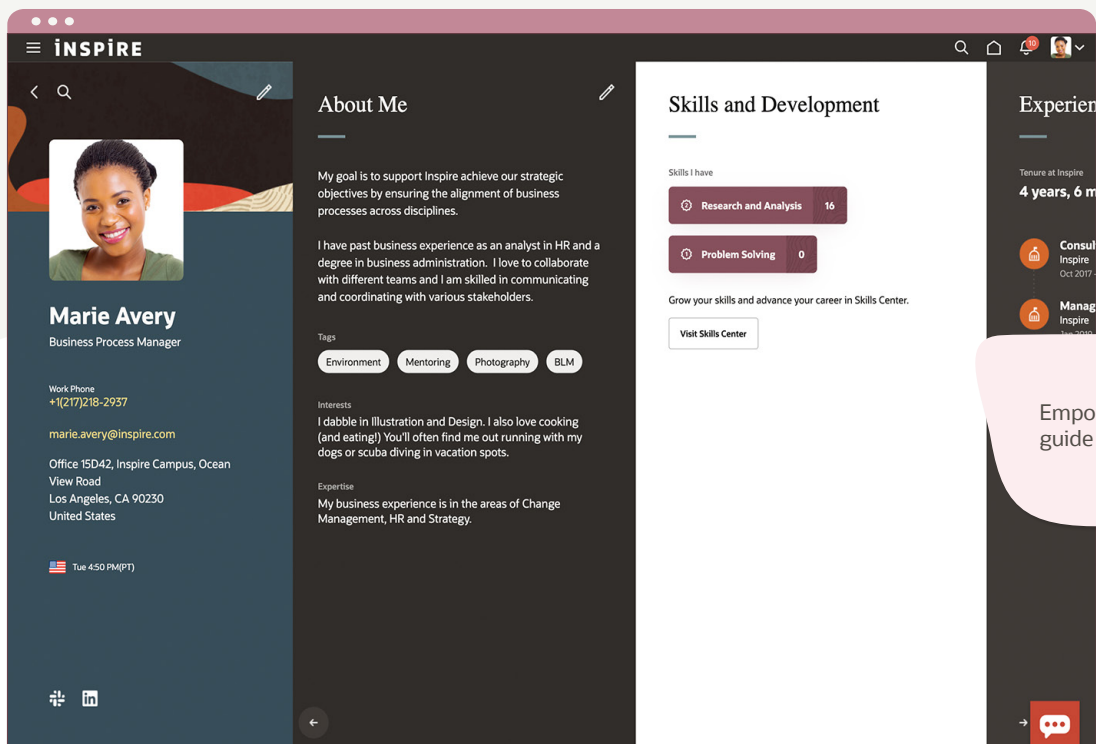 iNSPiRE
10
Marie Avery
Business Process Manager
Work Phone
+1(217)218-2937
marie.avery@inspire.com
Office 15D42, Inspire Campus, Ocean
View Road
Los Angeles, CA 90230
United States
Tue 4:50 PM(PT)
in
About Me
My goal is to support Inspire achieve our strategic
objectives by ensuring the alignment of business
processes across disciplines.
I have past business experience as an analyst in HR and a
degree in business administration.  I love to collaborate
with different teams and I am skilled in communicating
and coordinating with various stakeholders.
Tags
Environment
Mentoring
Photography
BLM
Interests
I dabble in Illustration and Design. I also love cooking
(and eating!) You'll often find me out running with my
dogs or scuba diving in vacation spots.
Expertise
My business experience is in the areas of Change
Management, HR and Strategy.
Skills and Development
Skills I have
Research and Analysis 16
Problem Solving 0
Grow your skills and advance your career in Skills Center.
Visit Skills Center
Experien
Tenure at Inspire
4 years, 6 m
Consul
Inspire
Oct 2017 -
Manag
Inspire
Empo
guide